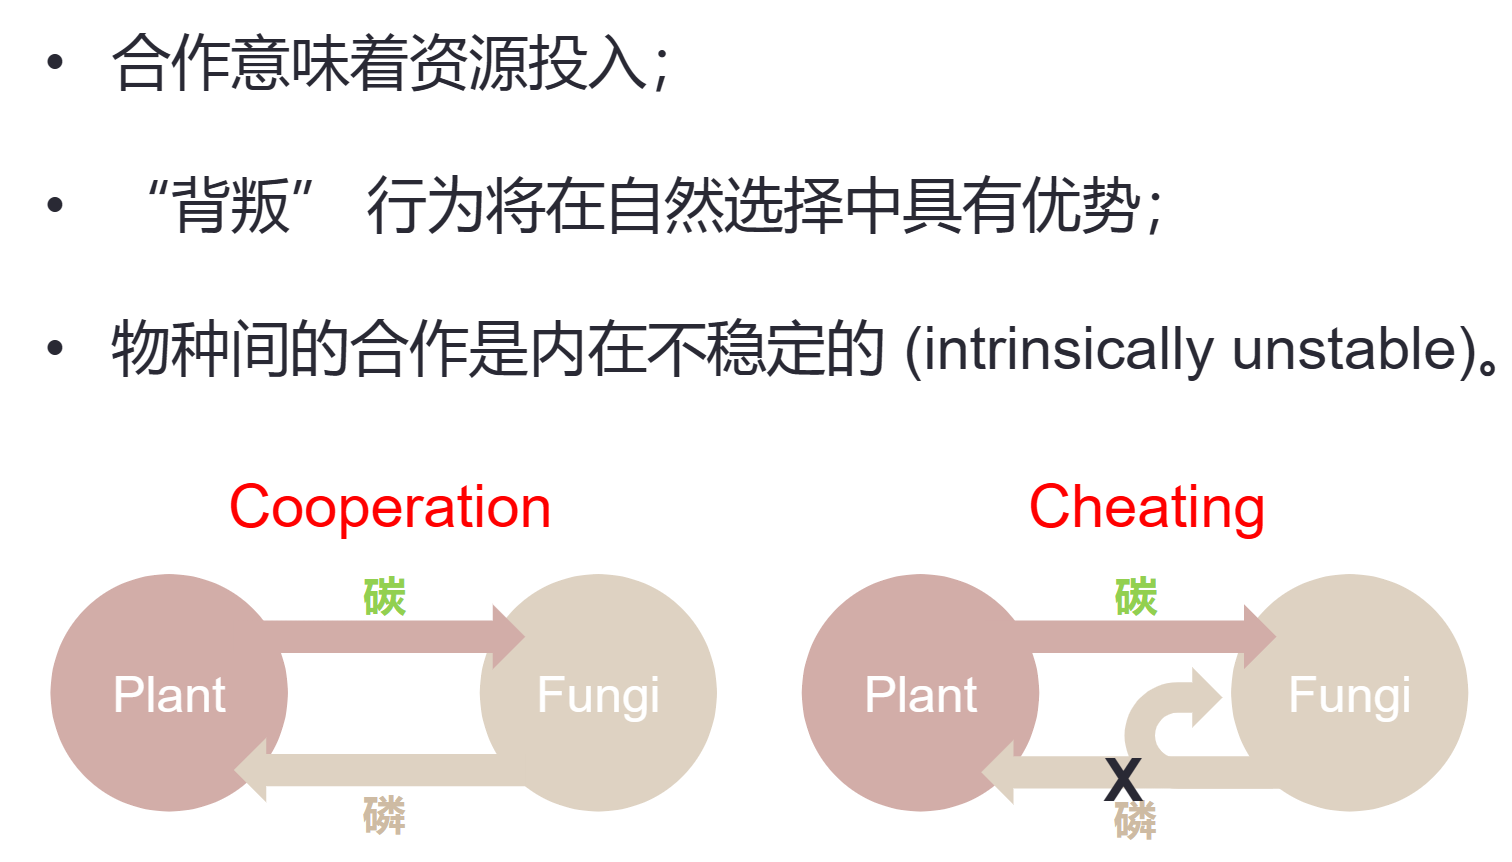 • 合作意味着资源投入；
• “背叛” 行为将在自然选择中具有优势；
• 物种间的合作是内在不稳定的 (intrinsically unstable)。
Cooperation
Cheating
碳
碳
Plant
Fungi
Plant
Fungi
X
磷
磷